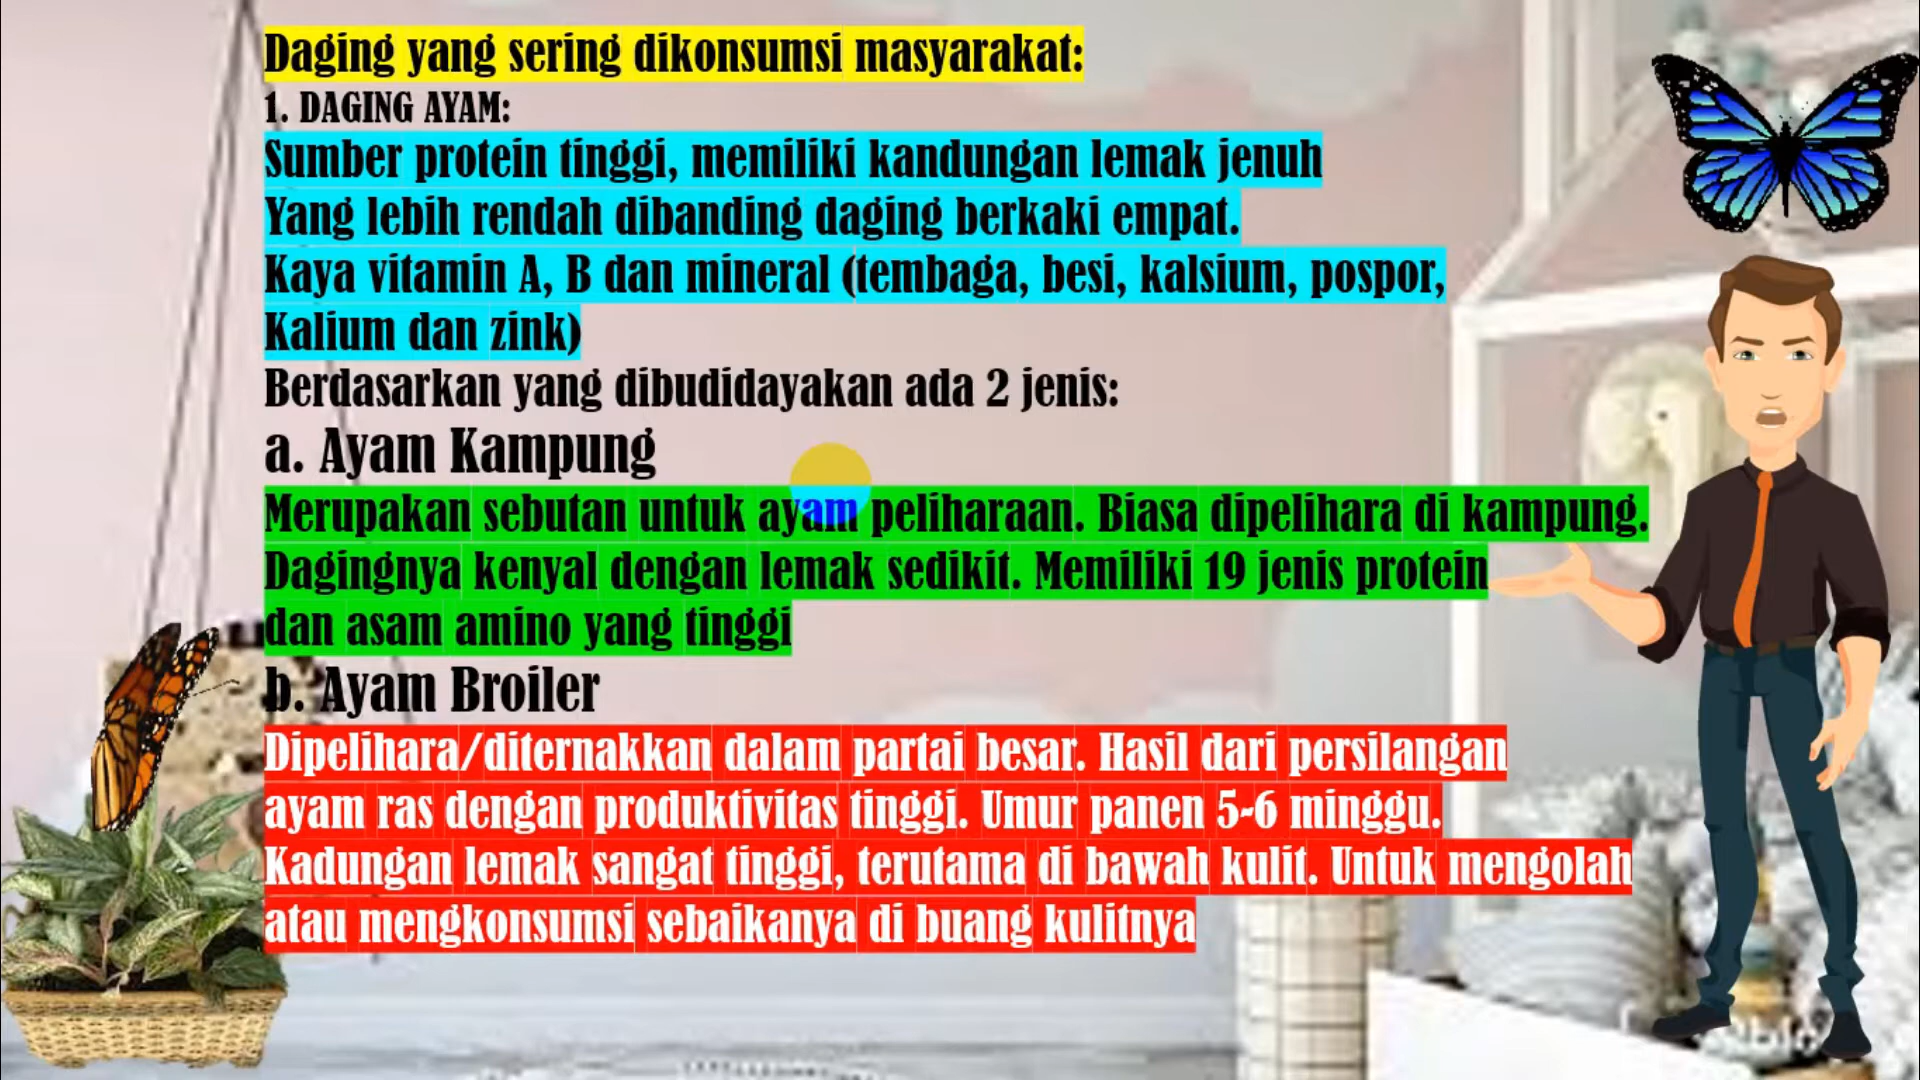 Daging yang sering dikonsumsi masyarakat:
1. DAGING AYAM:
Sumber protein tinggi, memiliki kandungan lemak jenuh
Yang lebih rendah dibanding daging berkaki empat.
Kaya vitamin A, B dan mineral (tembaga, besi, kalsium, pospor,
Kalium dan zink)
Berdasarkan yang dibudidayakan ada 2 jenis:
a. Ayam Kampung
Merupakan sebutan untuk ayam peliharaan. Biasa dipelihara di kampung.
Dagingnya kenyal dengan lemak sedikit. Memiliki 19 jenis protein
dan asam amino yang tinggi
b. Ayam Broiler
Dipelihara/diternakkan dalam partai besar. Hasil dari persilangan
ayam ras dengan produktivitas tinggi. Umur panen 5-6 minggu.
Kadungan lemak sangat tinggi, terutama di bawah kulit. Untuk mengolah
atau mengkonsumsi sebaikanya di buang kulitnya